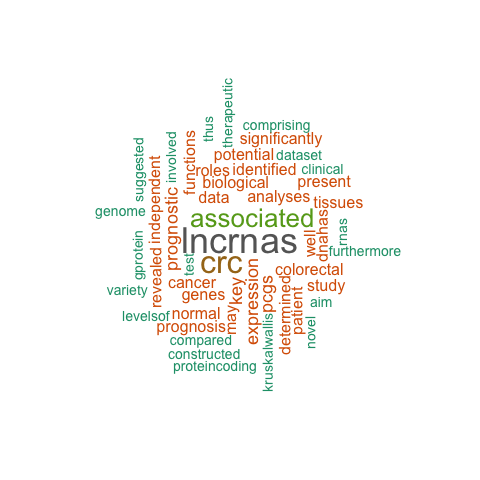 therapeutic
thus
comprising
involved
functions
significantly
suggested
potential
dataset
independent
roles
identified
clinical
prognostic
biological
present
data
analyses
tissues
genome
associated
rnas
lncrnas
well
dnahas
furthermore
gprotein
revealed
test
crc
colorectal
expression
cancer
key
pcgs
study
variety
genes
determined
patient
aim
levelsof
normal
may
kruskalwallis
novel
prognosis
compared
constructed
proteincoding